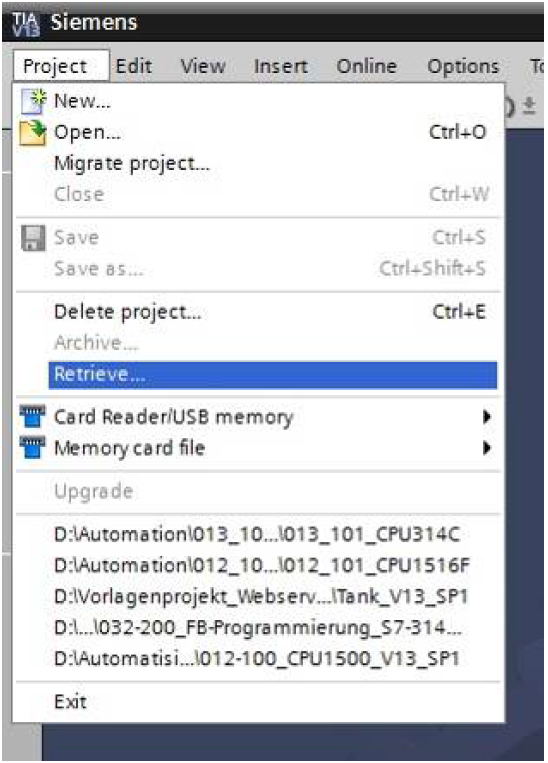 TIA V13 Siemens
Project Edit View Insert Online Options To
New...
Open... Ctrl+O
Migrate project...
Close Ctrl+W
Save Ctrl+S
Save as... Ctrl+Shift+S
Delete project... Ctrl+E
Archive...
Retrieve...
Card Reader/USB memory
Memory card file
Upgrade
D:\Automation\013_10...\013_101_CPU314C
D:\Automation\012_10...\012_101_CPU1516F
D:\Vorlagenprojekt_Webserv...\Tank_V13_SP1
D:\...\032-200_FB-Programmierung_S7-314...
D:\Automatisi...\012-100_CPU1500_V13_SP1
Exit